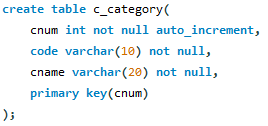 create table c_category(
    cnum int not null auto_increment,
    code varchar(10) not null,
    cname varchar(20) not null,
    primary key(cnum)
);